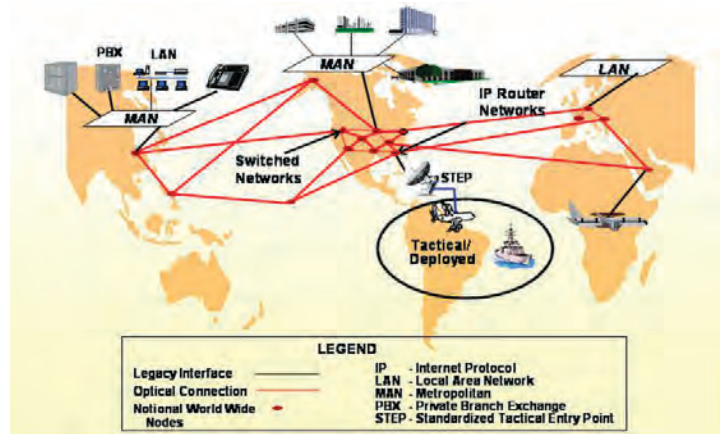 PBX
LAN
MAN
MAN
LAN
IP Router
Networks
Switched
Networks
STEP
Tactical/
Deployed
LEGEND
Legacy Interface
Optical Connection
Notional World Wide
Nodes
IP - Internet Protocol
LAN - Local Area Network
MAN - Metropolitan
PBX - Private Branch Exchange
STEP - Standardized Tactical Entry Point